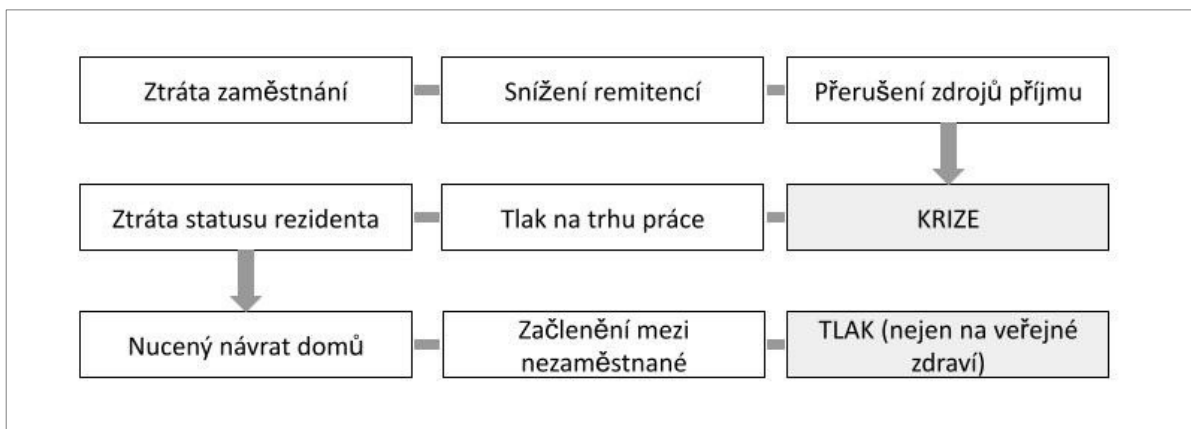 Ztráta zaměstnání
Snížení remitencí
Přerušení zdrojů příjmu
Ztráta statusu rezidenta
Tlak na trhu práce
KRIZE
Nucený návrat domů
Začlenění mezi
nezaměstnané
TLAK (nejen na veřejné
zdraví)